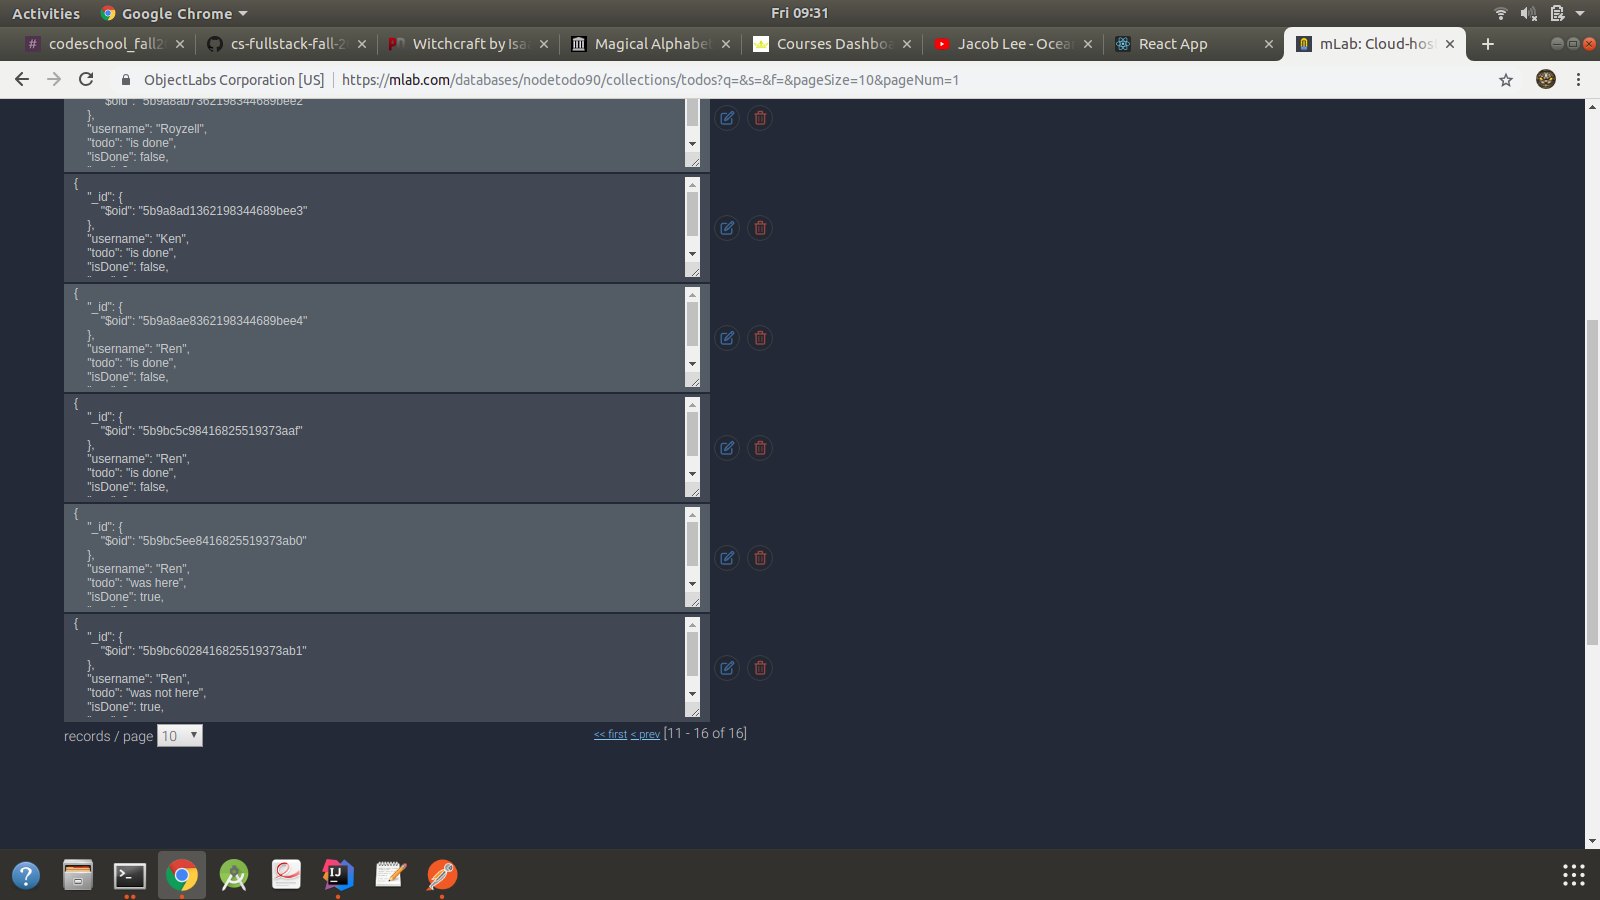 Activities
Google Chrome
Fri 09:31
codeschool_fall2
cs-fullstack-fall-2
Witchcraft by Isa
Magical Alphabe
Courses Dashbo
Jacob Lee - Ocea
React App
mLab: Cloud-hos
ObjectLabs Corporation [US]
https://mlab.com/databases/nodetodo90/collections/todos?q=&s=&f=&pageSize=10&pageNum=1
"$oid": "5b9a8ab7362198344689bee2"
},
"username": "Royzell",
"todo": "is done",
"isDone": false,
{
"_id": {
"$oid": "5b9a8ad1362198344689bee3"
},
"username": "Ken",
"todo": "is done",
"isDone": false,
{
"_id": {
"$oid": "5b9a8ae8362198344689bee4"
},
"username": "Ren",
"todo": "is done",
"isDone": false,
{
"_id": {
"$oid": "5b9bc5c98416825519373aaf"
},
"username": "Ren",
"todo": "is done",
"isDone": false,
{
"_id": {
"$oid": "5b9bc5ee8416825519373ab0"
},
"username": "Ren",
"todo": "was here",
"isDone": true,
{
"_id": {
"$oid": "5b9bc6028416825519373ab1"
},
"username": "Ren",
"todo": "was not here",
"isDone": true,
records / page 10
<< first < prev [11 - 16 of 16]